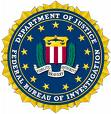 DEPARTMENT OF JUSTICE
FEDERAL BUREAU OF INVESTIGATION